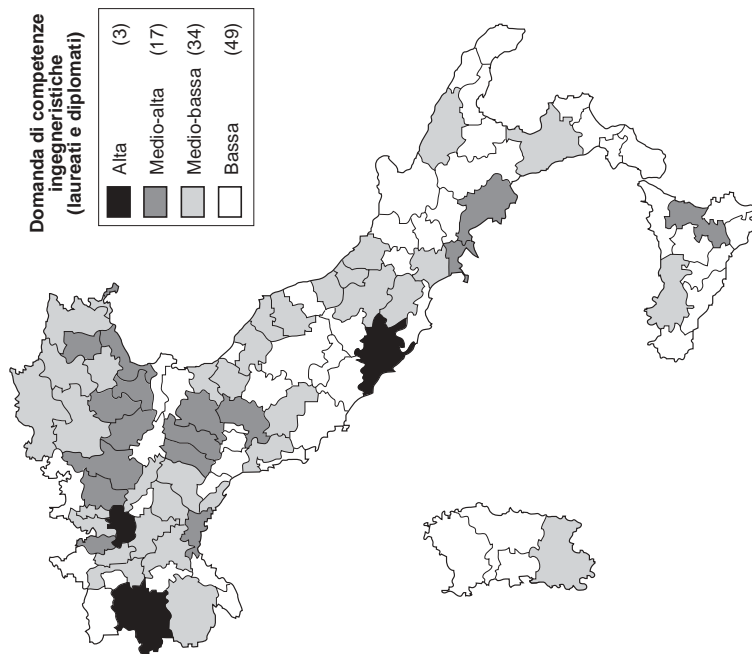 Domanda di competenze
ingegneristiche
(laureati e diplomati)
Alta (3)
Medio-alta (17)
Medio-bassa (34)
Bassa (49)